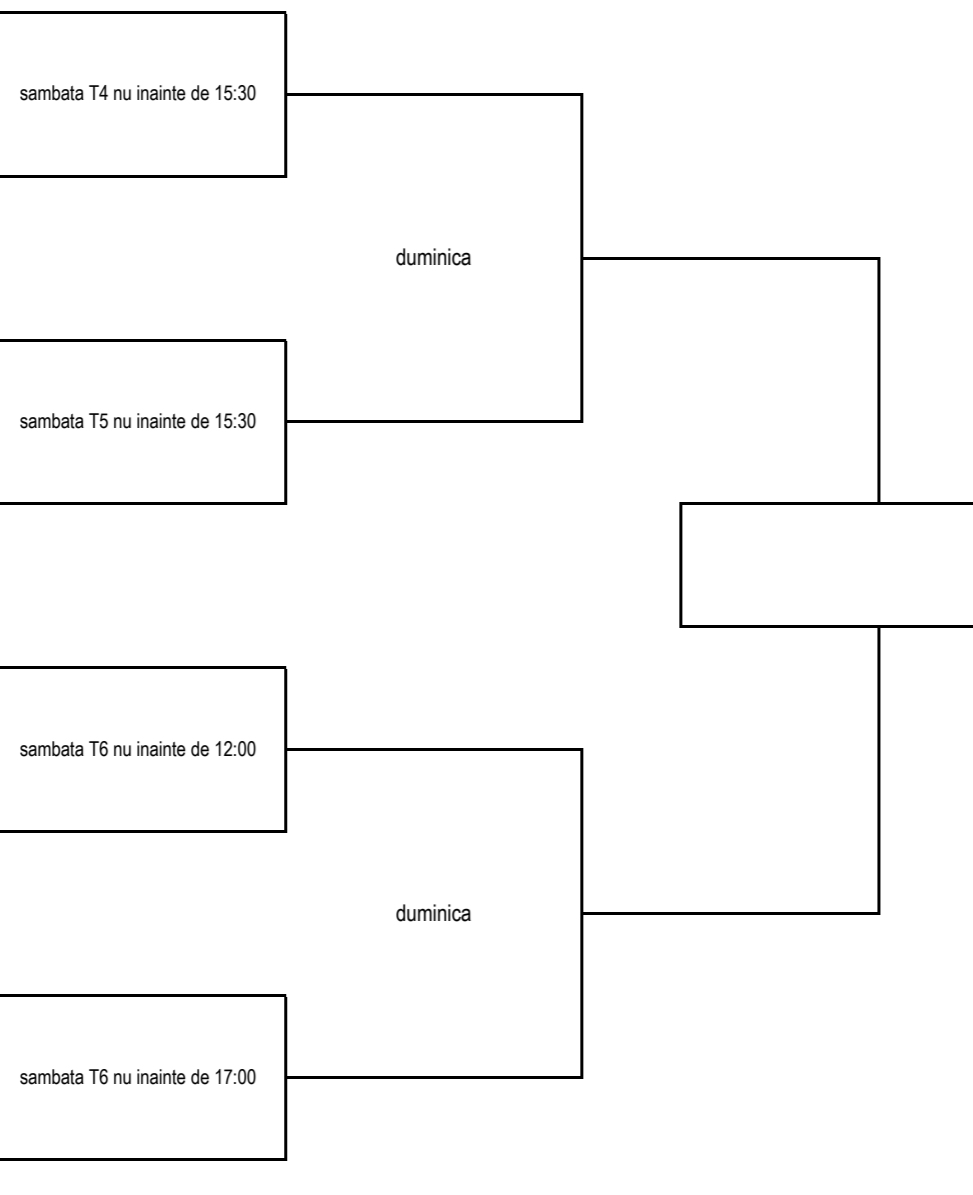 sambata T4 nu inainte de 15:30
duminica
sambata T5 nu inainte de 15:30
sambata T6 nu inainte de 12:00
duminica
sambata T6 nu inainte de 17:00